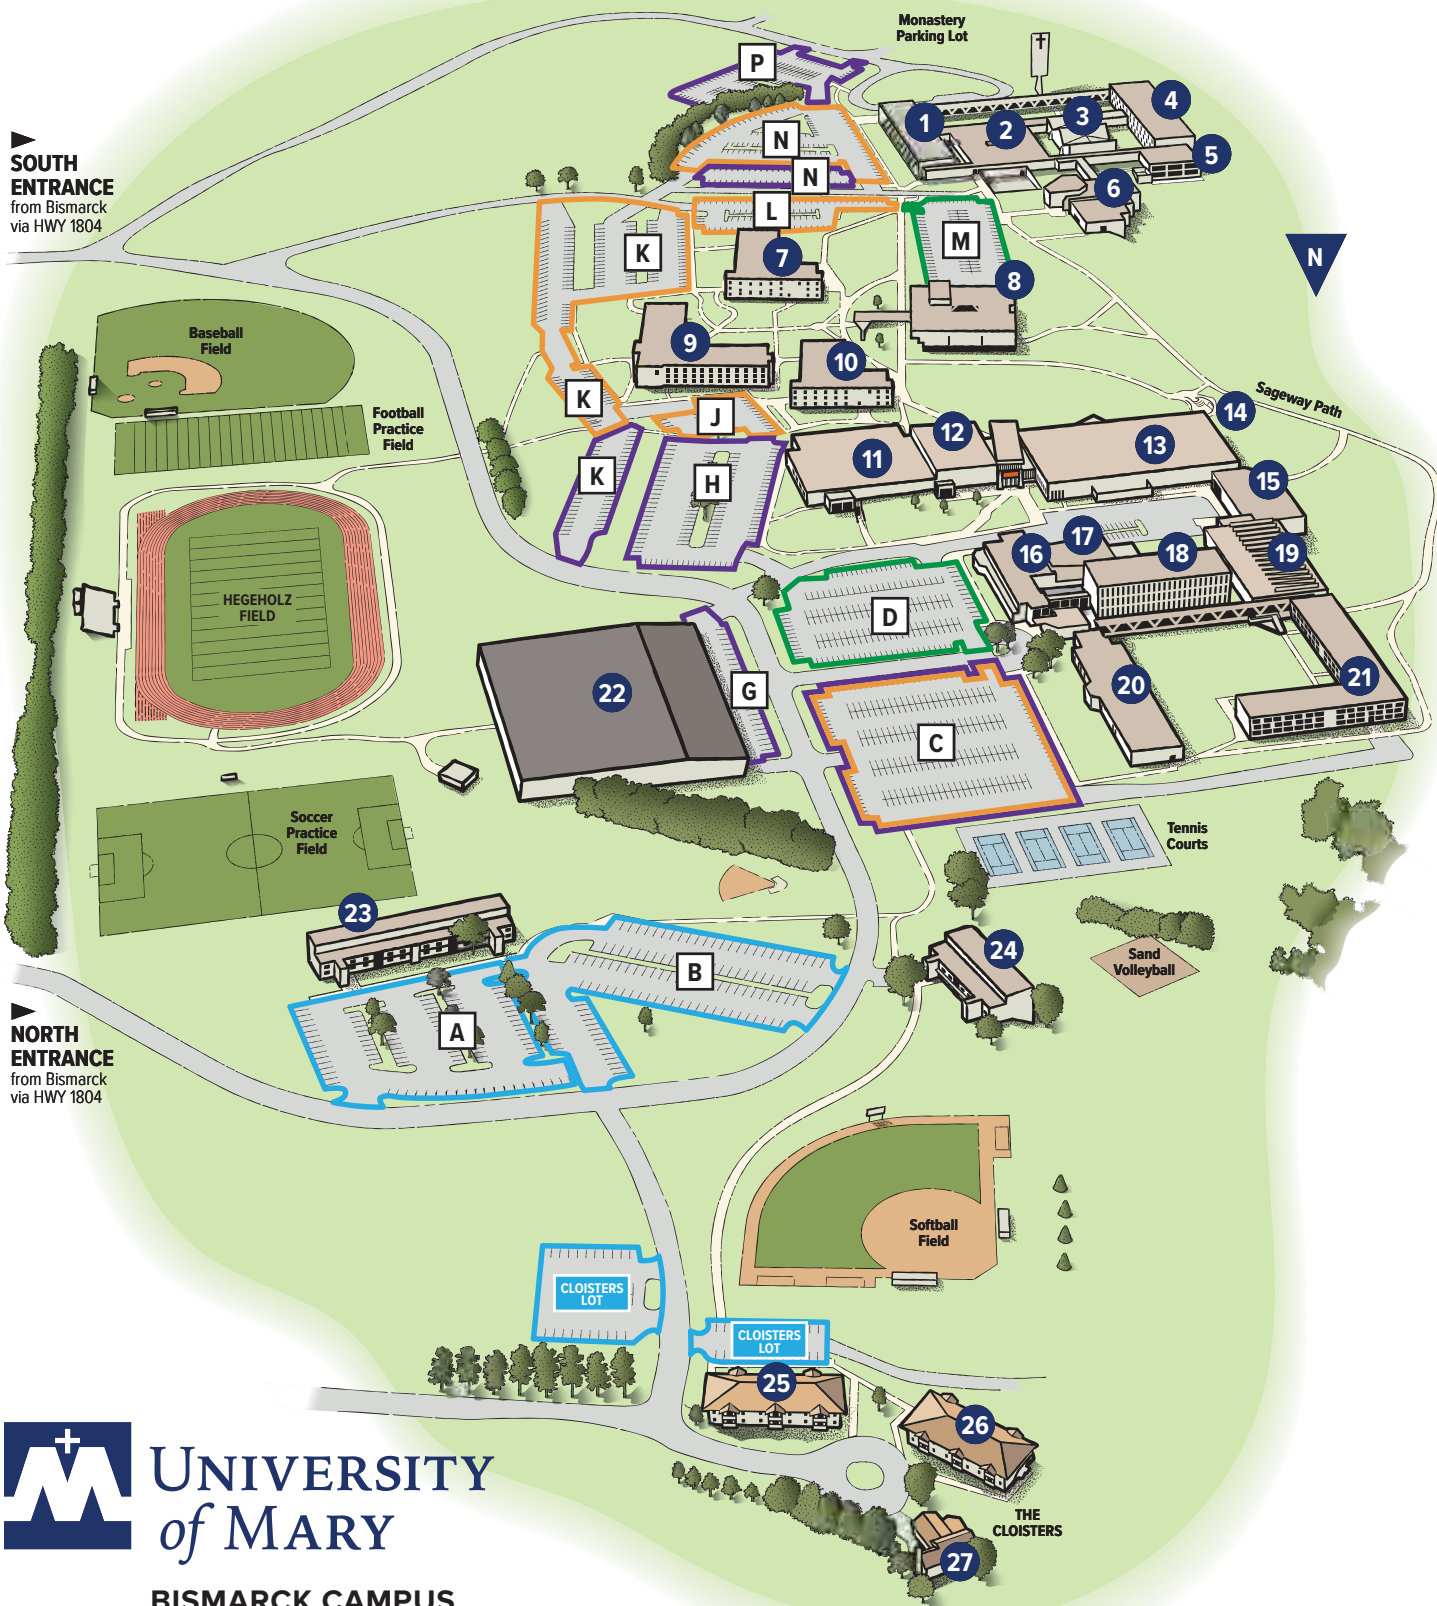 Monastery
Parking Lot
P
1
2
3
4
5
6
N
N
SOUTH
ENTRANCE
from Bismarck
via HWY 1804
L
K
M
7
8
N
Baseball
Field
9
10
K
J
Football
Practice
Field
Sageway Path
14
12
11
13
K
H
15
16
17
18
19
HEGEHOLZ
FIELD
D
22
G
20
21
C
Soccer
Practice
Field
Tennis
Courts
23
24
Sand
Volleyball
B
A
NORTH
ENTRANCE
from Bismarck
via HWY 1804
Softball
Field
CLOISTERS
LOT
CLOISTERS
LOT
25
26
THE
CLOISTERS
27
UNIVERSITY
of MARY
BISMARCK CAMPUS